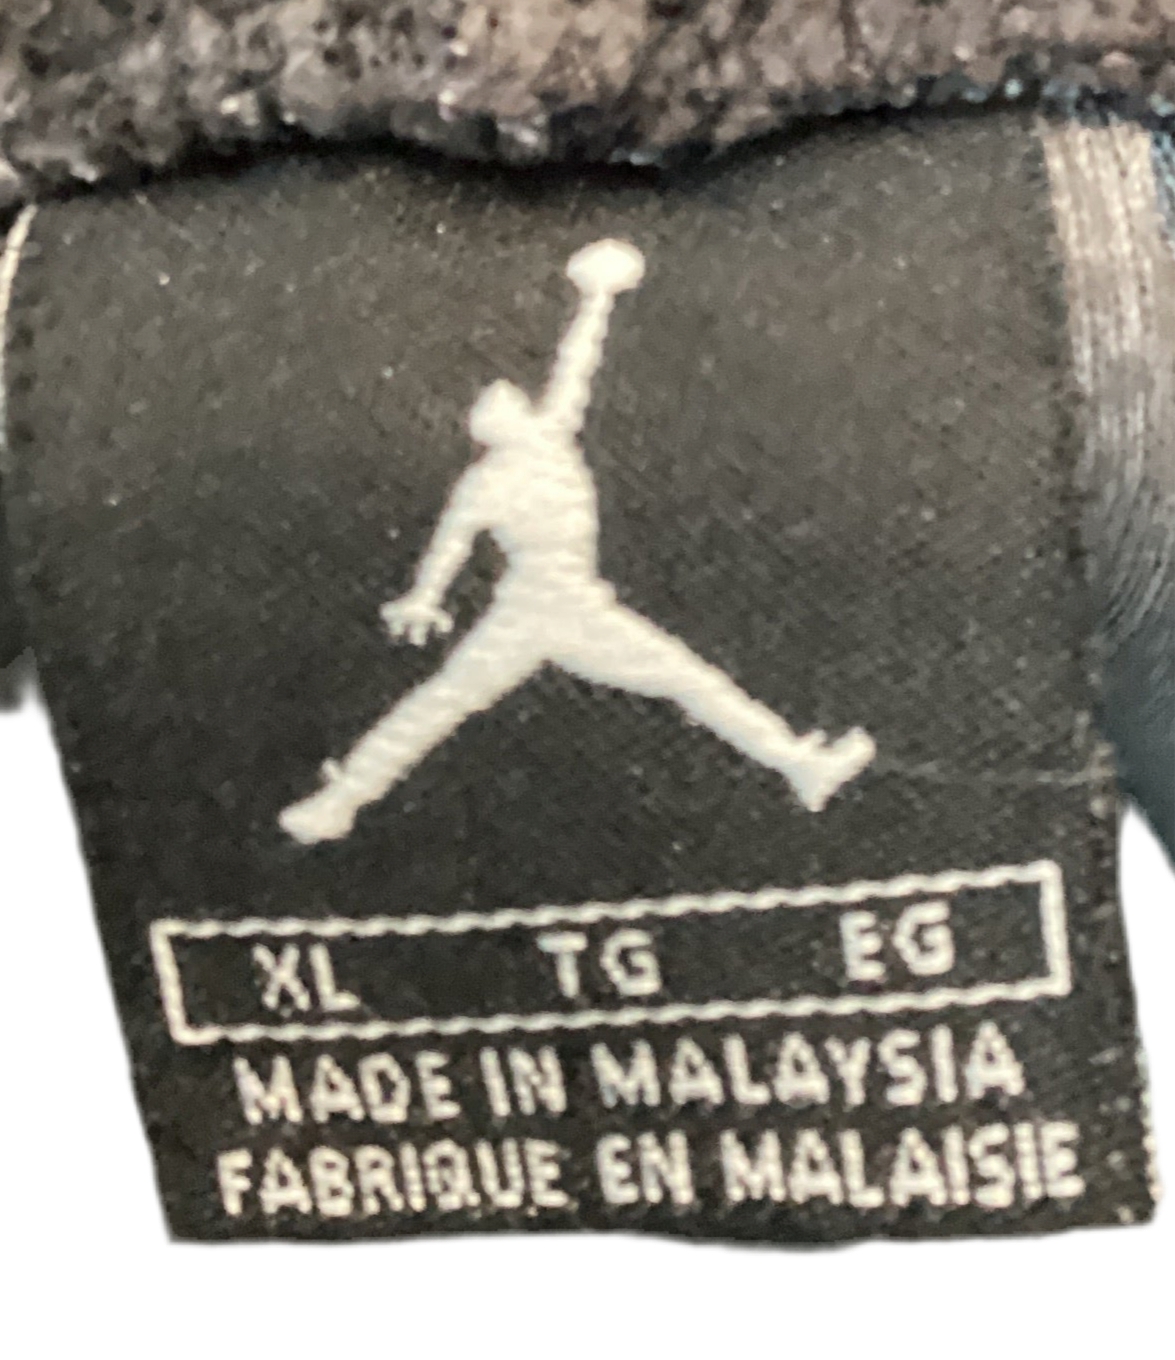 XL TG EG
MADE IN MALAYSIA
FABRIQUE EN MALAISIE